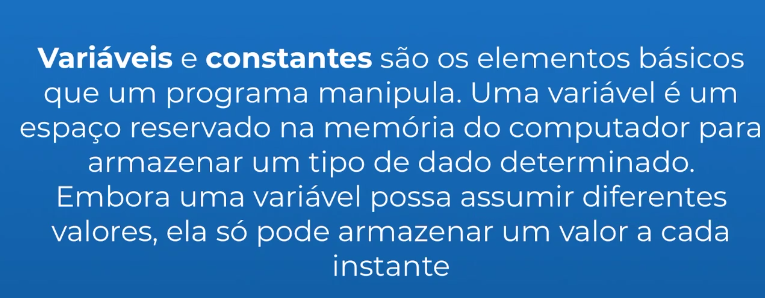 Variáveis e constantes são os elementos básicos
que um programa manipula. Uma variável é um
espaço reservado na memória do computador para
armazenar um tipo de dado determinado.
Embora uma variável possa assumir diferentes
valores, ela só pode armazenar um valor a cada
instante